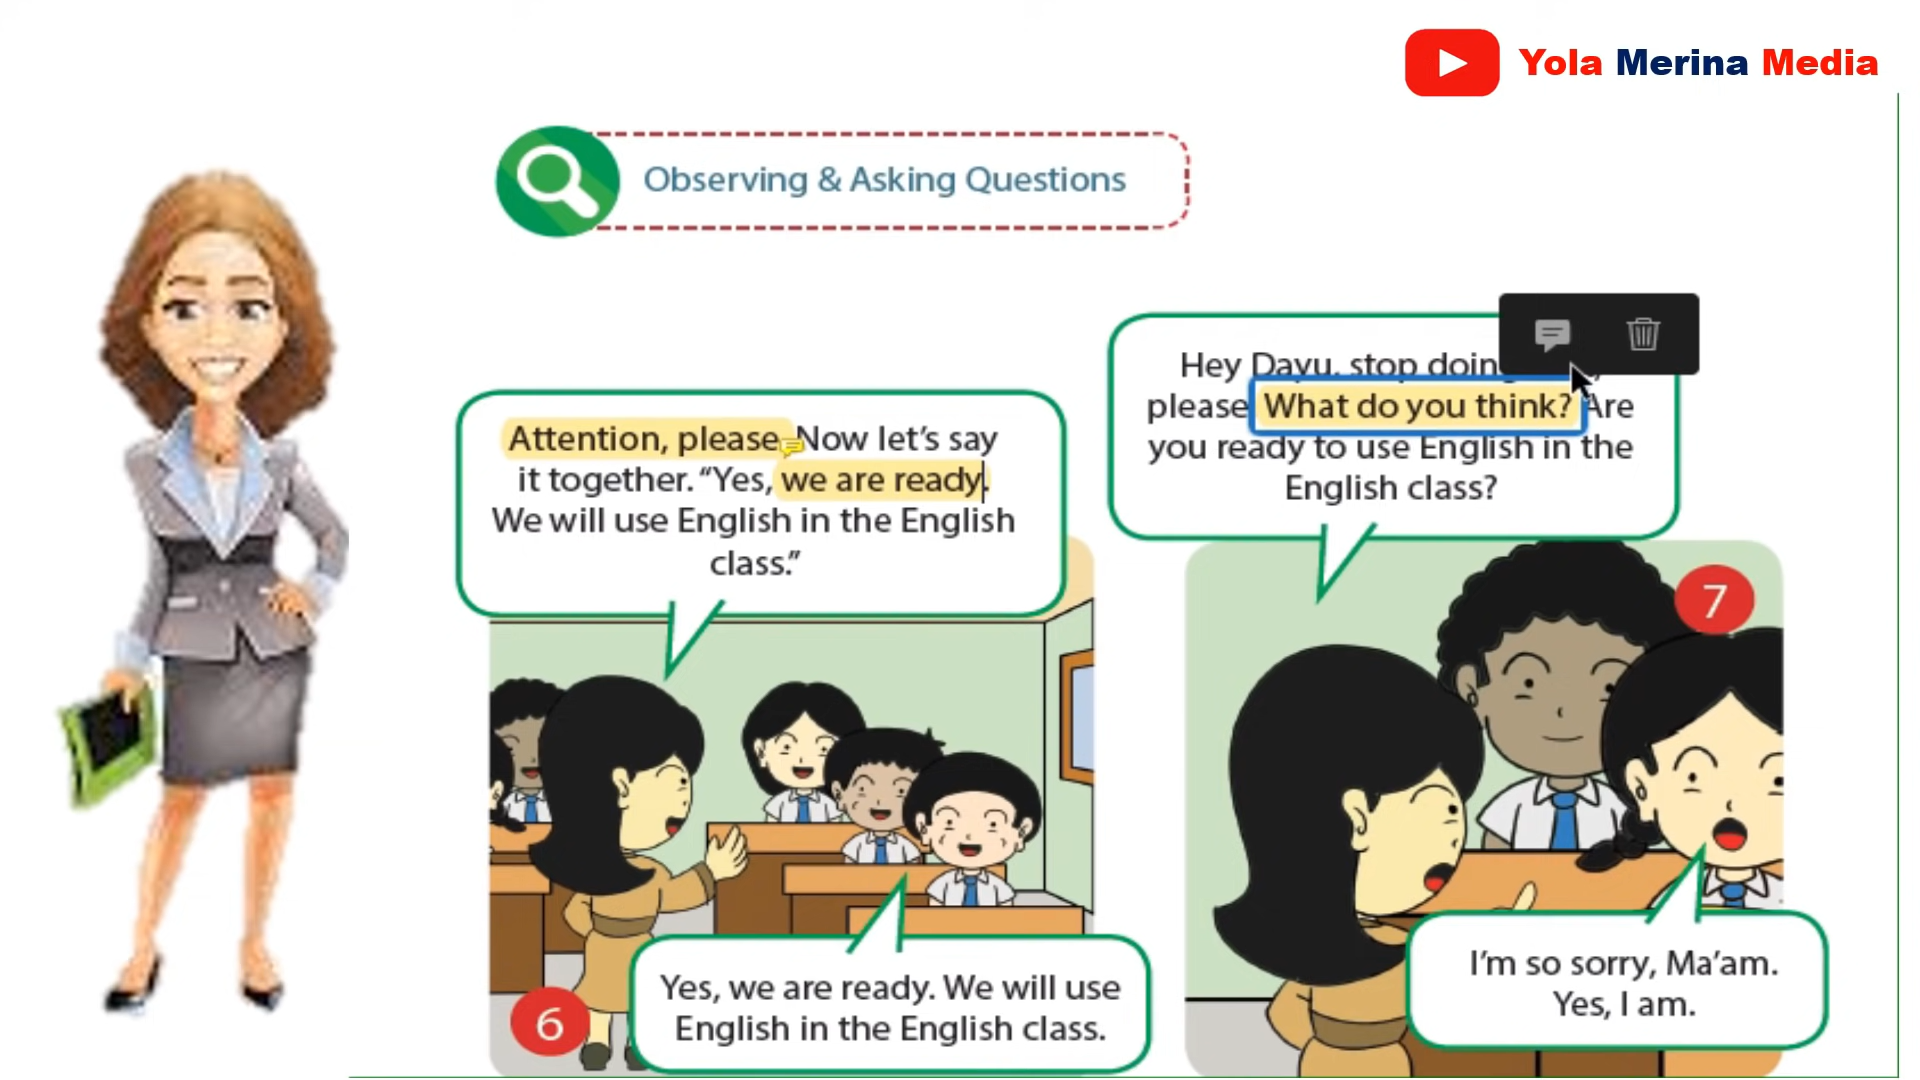 Yola Merina Media
Observing & Asking Questions
Attention, please. Now let's say
it together. “Yes, we are ready.
We will use English in the English
class.”
Hey Dayu, stop doing
please. What do you think? Are
you ready to use English in the
English class?
7
Yes, we are ready. We will use
English in the English class.
6
I'm so sorry, Ma'am.
Yes, I am.